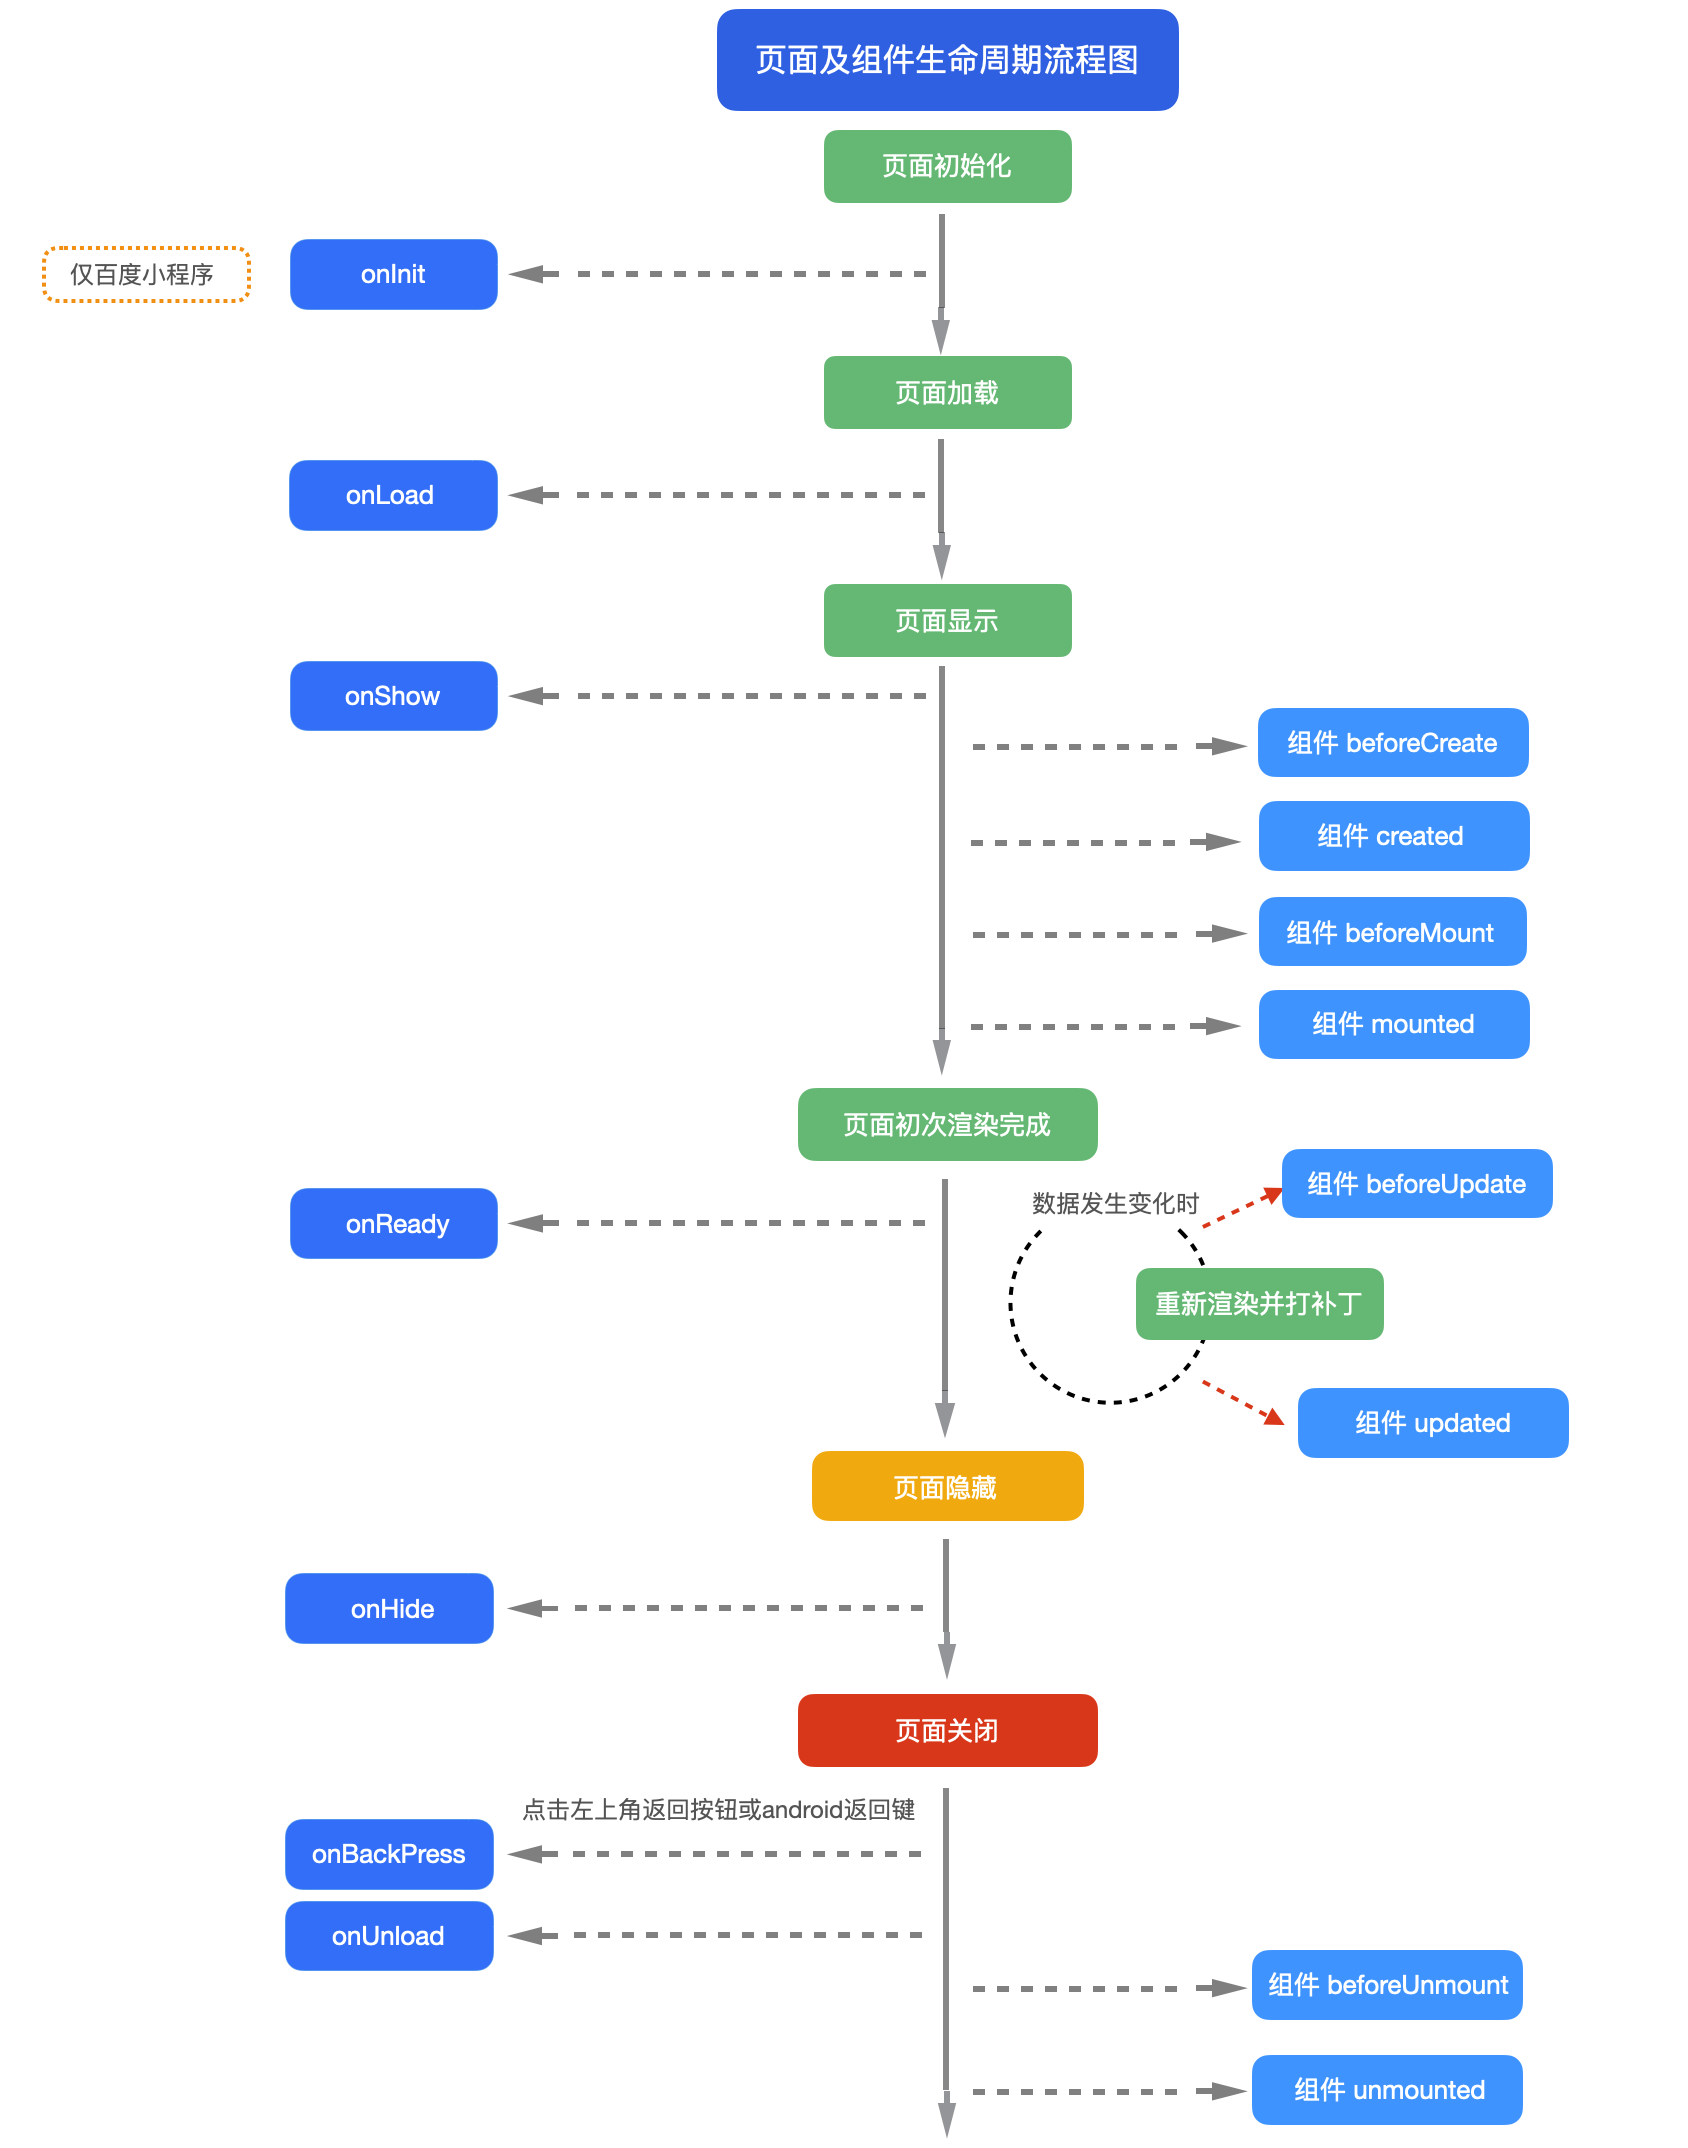 页面及组件生命周期流程图
页面初始化
仅百度小程序
onInit
页面加载
onLoad
页面显示
onShow
组件 beforeCreate
组件 created
组件 beforeMount
组件 mounted
页面初次渲染完成
组件 beforeUpdate
数据发生变化时
onReady
重新渲染并打补丁
组件 updated
页面隐藏
onHide
页面关闭
点击左上角返回按钮或android返回键
onBackPress
onUnload
组件 beforeUnmount
组件 unmounted